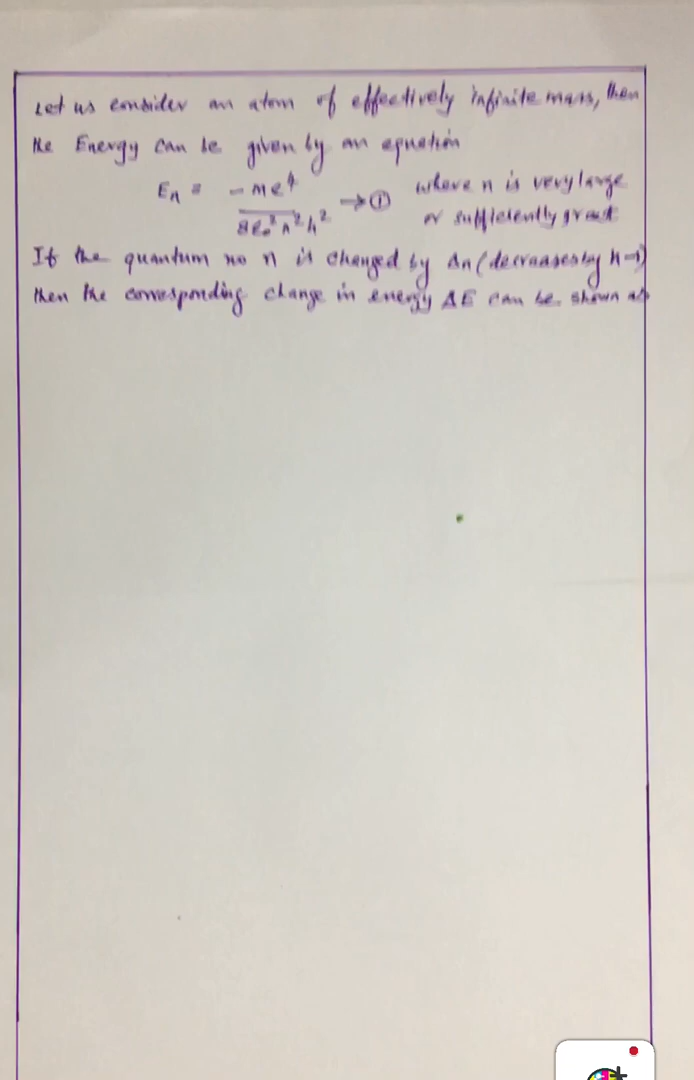 Let us consider an atom of effectively infinite mass, then
the Energy can be given by an equation
En = -me⁴ / 8ε₀²n²h² → ① where n is very large
or sufficiently great
If the quantum no n is changed by Δn (decreases by n-1)
then the corresponding change in energy ΔE can be shown as